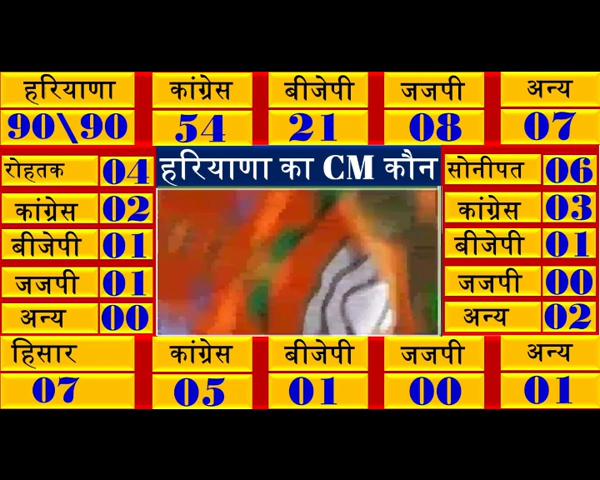 हरियाणा कांग्रेस बीजेपी जजपी अन्य
90\90 54 21 08 07
हरियाणा का CM कौन
रोहतक 04
कांग्रेस 02
बीजेपी 01
जजपी 01
अन्य 00
सोनीपत 06
कांग्रेस 03
बीजेपी 01
जजपी 00
अन्य 02
हिसार कांग्रेस बीजेपी जजपी अन्य
07 05 01 00 01